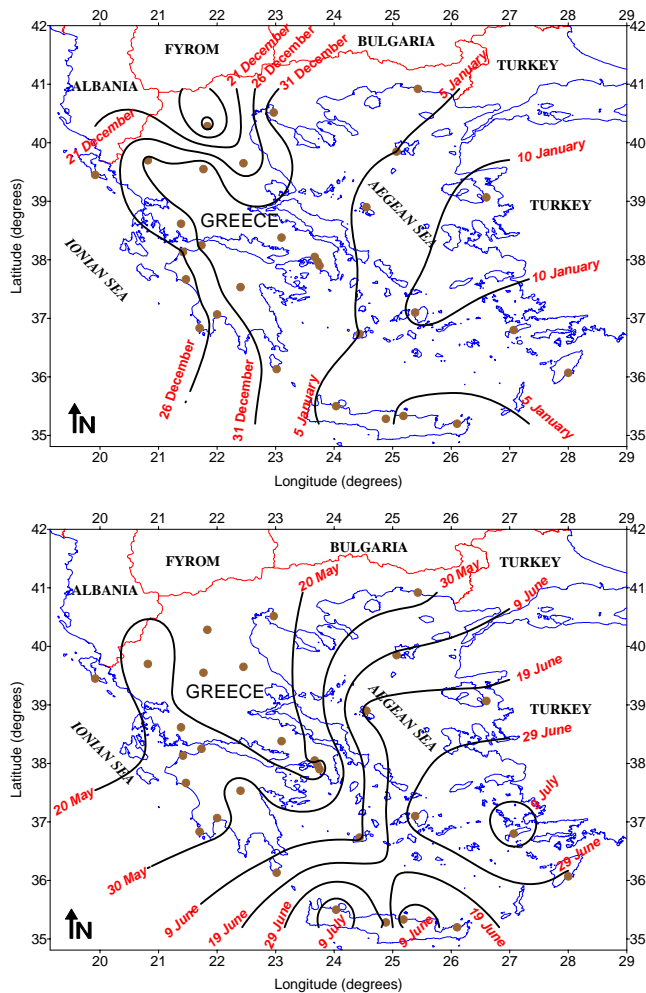 20 21 22 23 24 25 26 27 28 29
42 42
FYROM BULGARIA
TURKEY
ALBANIA
21 December
26 December
31 December
5 January
41 41
21 December
40 40
10 January
39 39
AEGEAN SEA
TURKEY
GREECE
IONIAN SEA
38 38
10 January
37 37
36 36
26 December
31 December
5 January
5 January
35 35
N
20 21 22 23 24 25 26 27 28 29
Latitude (degrees)
Longitude (degrees)
20 21 22 23 24 25 26 27 28 29
42 42
FYROM BULGARIA
TURKEY
ALBANIA
20 May
30 May
9 June
41 41
40 40
19 June
GREECE
39 39
AEGEAN SEA
TURKEY
29 June
IONIAN SEA
38 38
20 May
9 July
37 37
30 May
29 June
36 36
9 June
19 June
29 June
9 July
9 June
19 June
35 35
N
20 21 22 23 24 25 26 27 28 29
Latitude (degrees)
Longitude (degrees)